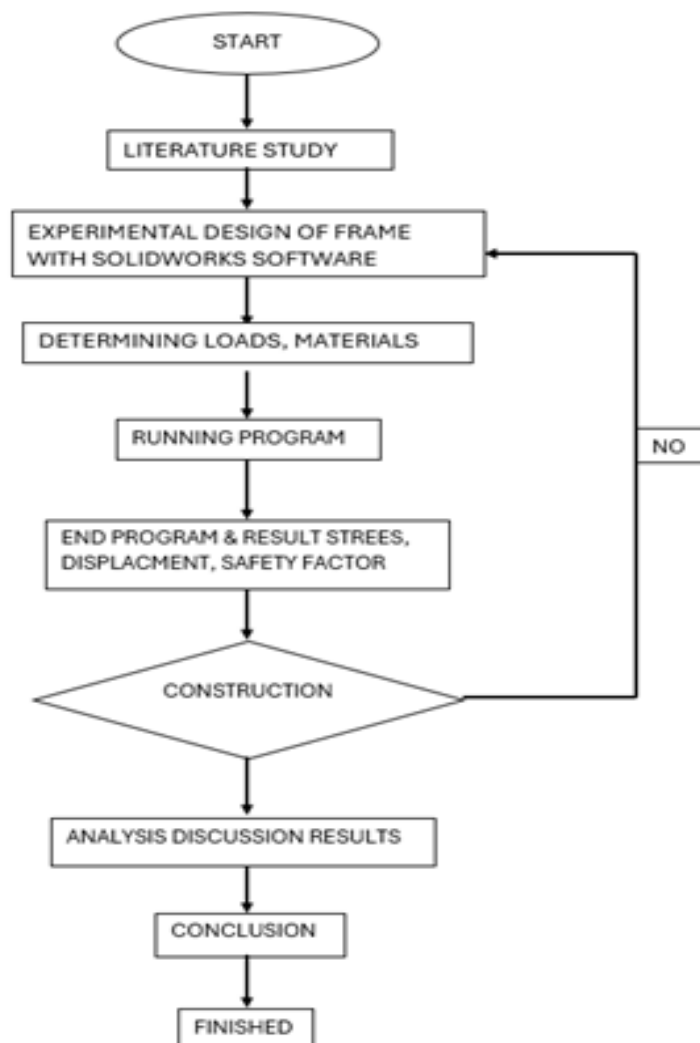 START
LITERATURE STUDY
EXPERIMENTAL DESIGN OF FRAME
WITH SOLIDWORKS SOFTWARE
DETERMINING LOADS, MATERIALS
RUNNING PROGRAM
NO
END PROGRAM & RESULT STREES,
DISPLACMENT, SAFETY FACTOR
CONSTRUCTION
ANALYSIS DISCUSSION RESULTS
CONCLUSION
FINISHED